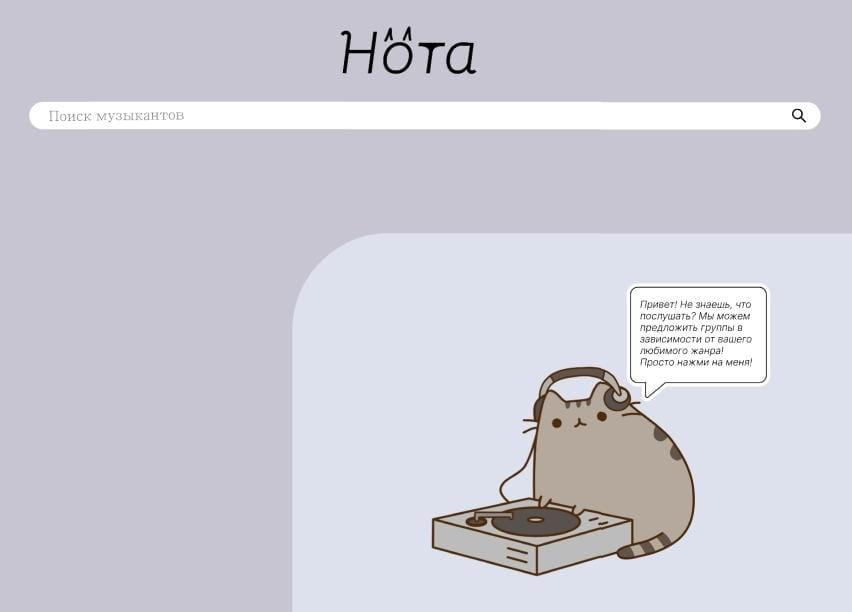 Нота
Поиск музыкантов
Привет! Не знаешь, что
послушать? Мы можем
предложить группы в
зависимости от вашего
любимого жанра!
Просто нажми на меня!